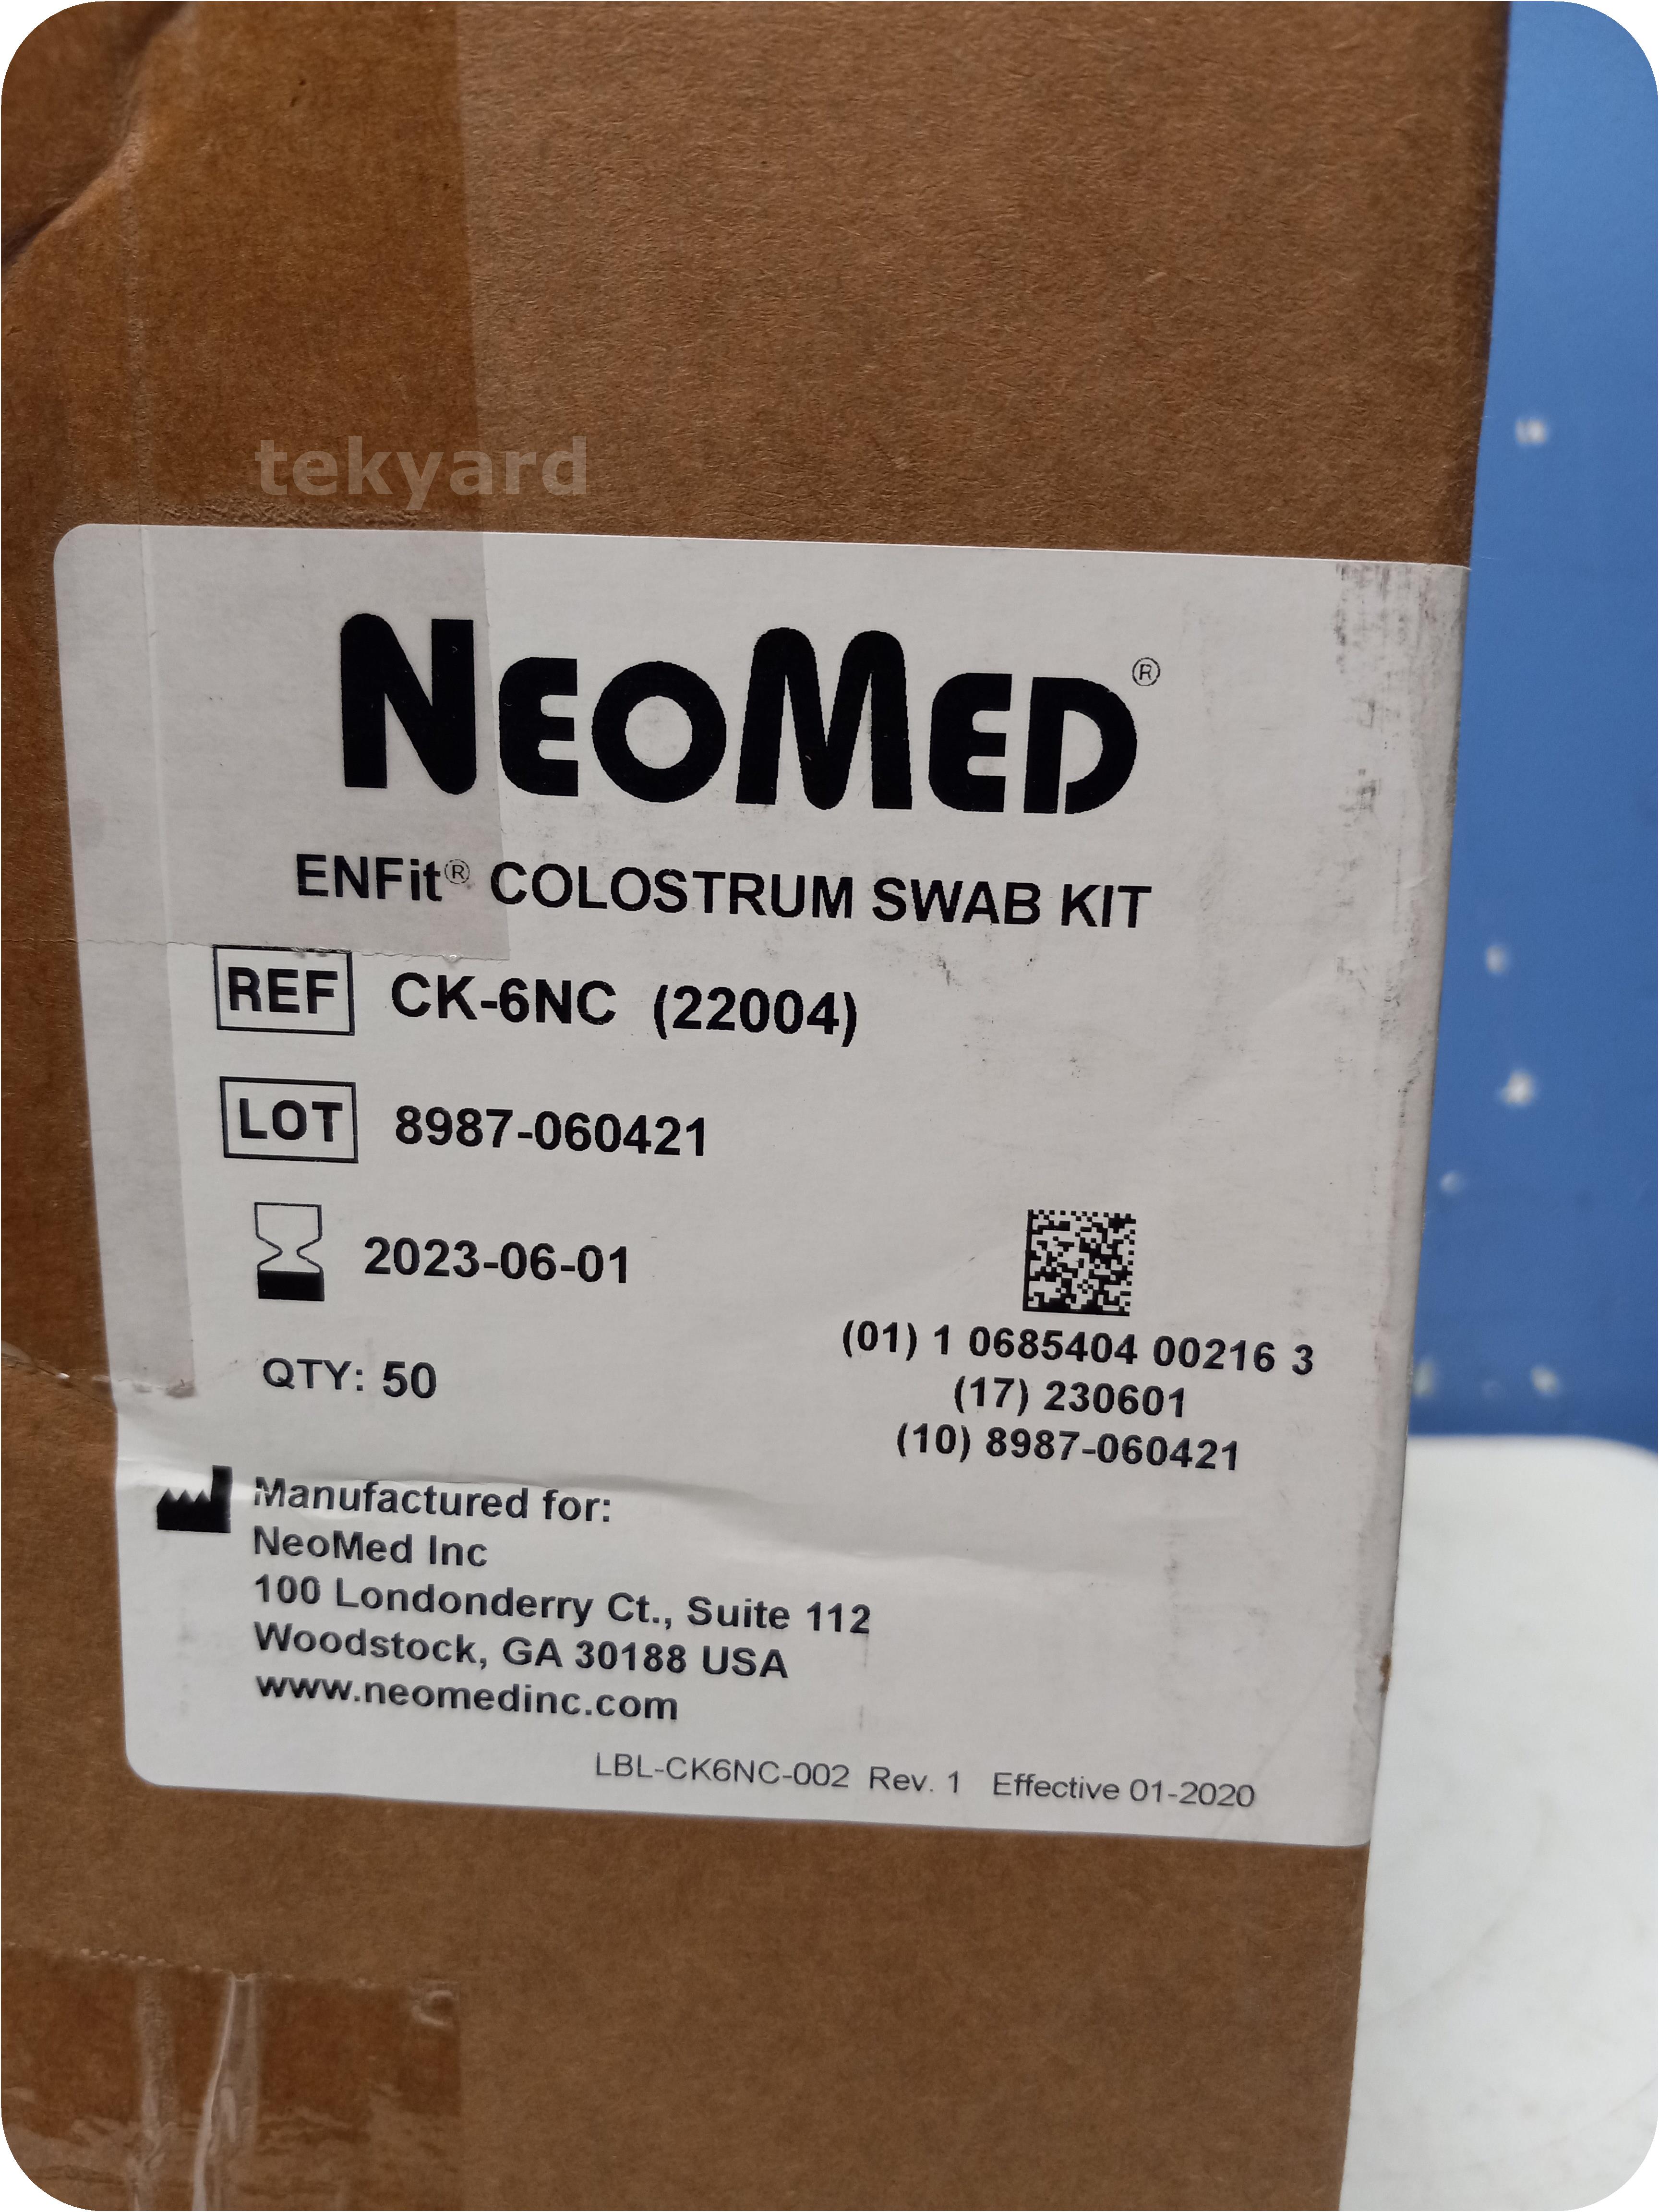 tekyard
NEOMED®
ENFit® COLOSTRUM SWAB KIT
REF CK-6NC (22004)
LOT 8987-060421
2023-06-01
QTY: 50
(01) 1 0685404 00216 3
(17) 230601
(10) 8987-060421
Manufactured for:
NeoMed Inc
100 Londonderry Ct., Suite 112
Woodstock, GA 30188 USA
www.neomedinc.com
LBL-CK6NC-002 Rev. 1 Effective 01-2020